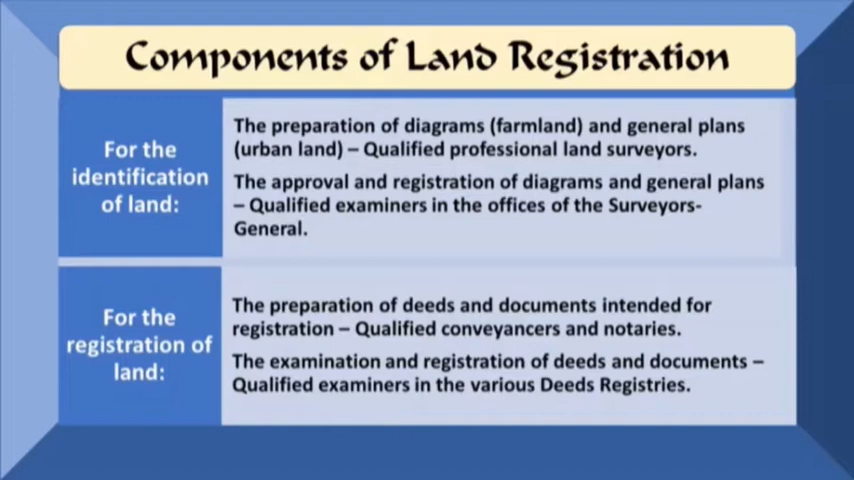 Components of Land Registration
For the
identification
of land:
The preparation of diagrams (farmland) and general plans
(urban land) – Qualified professional land surveyors.
The approval and registration of diagrams and general plans
– Qualified examiners in the offices of the Surveyors-
General.
For the
registration of
land:
The preparation of deeds and documents intended for
registration – Qualified conveyancers and notaries.
The examination and registration of deeds and documents –
Qualified examiners in the various Deeds Registries.